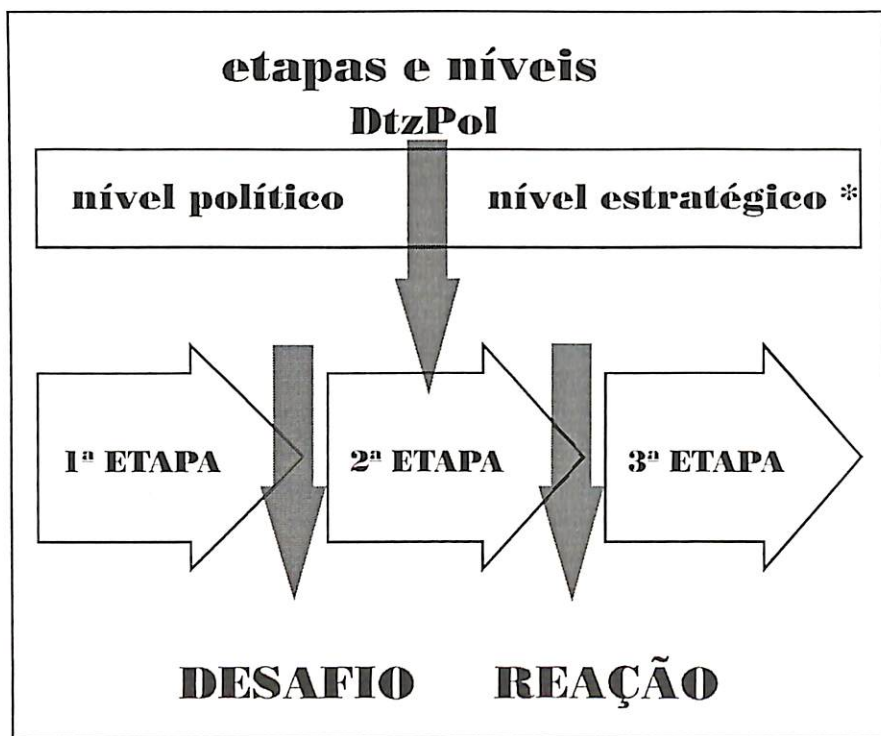 etapas e níveis
DtzPol
nível político nível estratégico *
1ª ETAPA 2ª ETAPA 3ª ETAPA
DESAFIO REAÇÃO